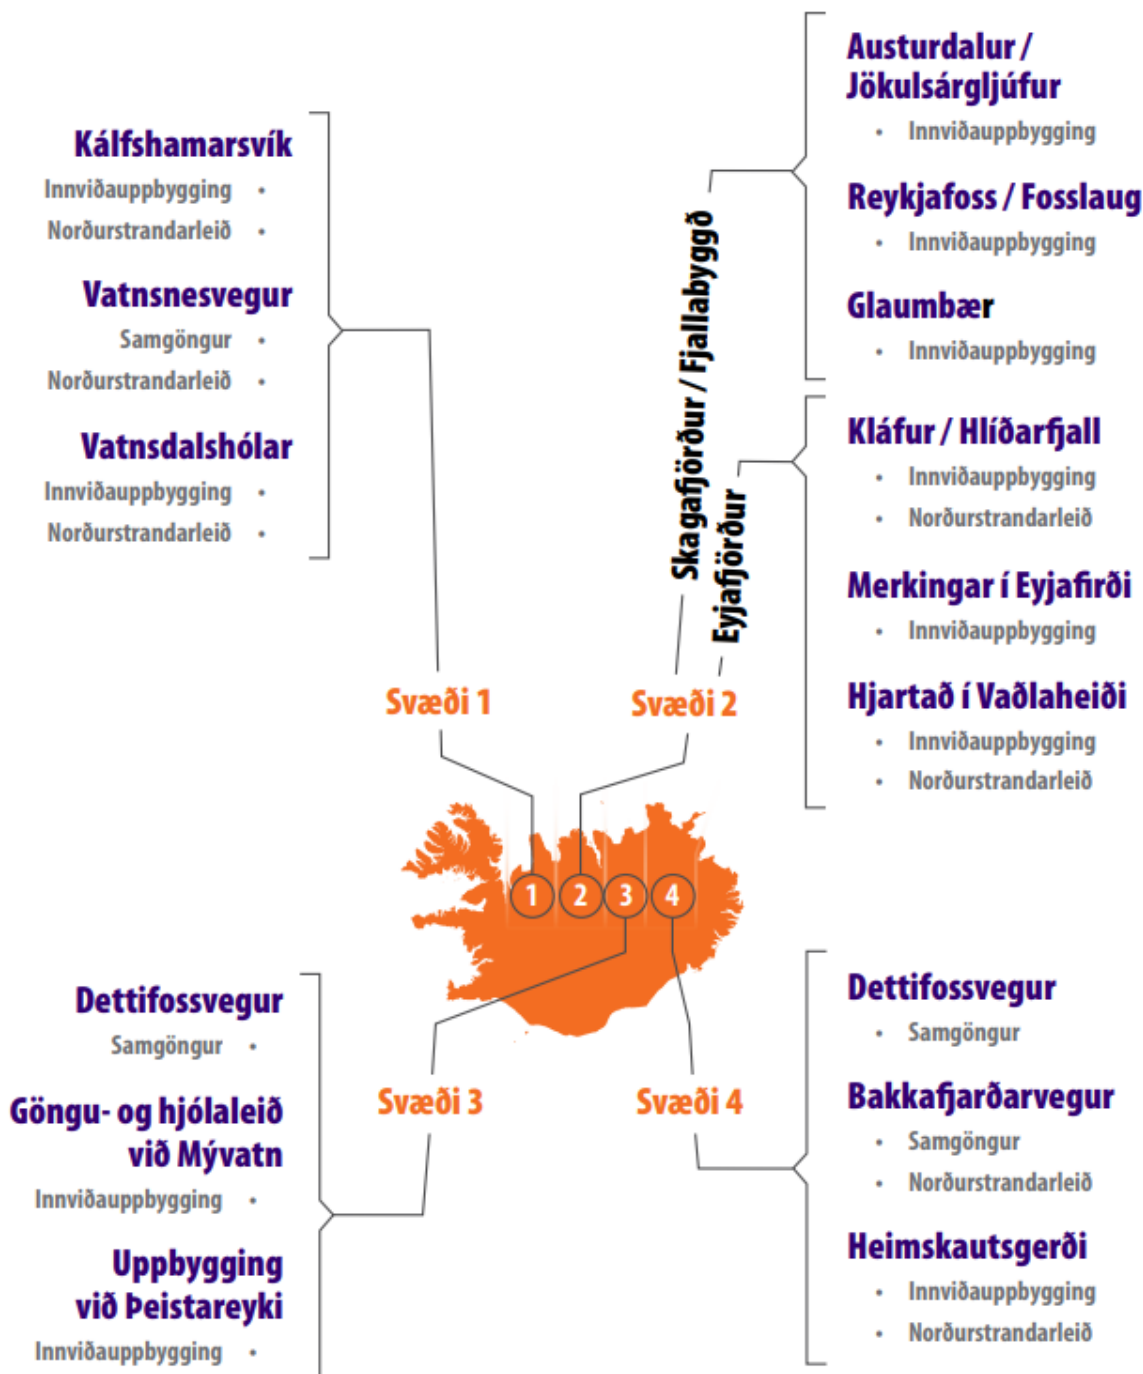 Kálfshamarsvík
Innviðauppbygging •
Norðurstrandarleið •
Vatnsnesvegur
Samgöngur •
Norðurstrandarleið •
Vatnsdalshólar
Innviðauppbygging •
Norðurstrandarleið •
Svæði 1
Skagafjörður / Fjallabyggð
Eyjafjörður
Svæði 2
Austurdalur /
Jökulsárgljúfur
• Innviðauppbygging
Reykjafoss / Fosslaug
• Innviðauppbygging
Glaumbær
• Innviðauppbygging
Kláfur / Hlíðarfjall
• Innviðauppbygging
• Norðurstrandarleið
Merkingar í Eyjafirði
• Innviðauppbygging
Hjartað í Vaðlaheiði
• Innviðauppbygging
• Norðurstrandarleið
1 2 3 4
Dettifossvegur
Samgöngur •
Göngu- og hjólaleið
við Mývatn
Innviðauppbygging •
Uppbygging
við Þeistareyki
Innviðauppbygging •
Svæði 3
Svæði 4
Dettifossvegur
• Samgöngur
Bakkafjarðarvegur
• Samgöngur
• Norðurstrandarleið
Heimskautsgerði
• Innviðauppbygging
• Norðurstrandarleið